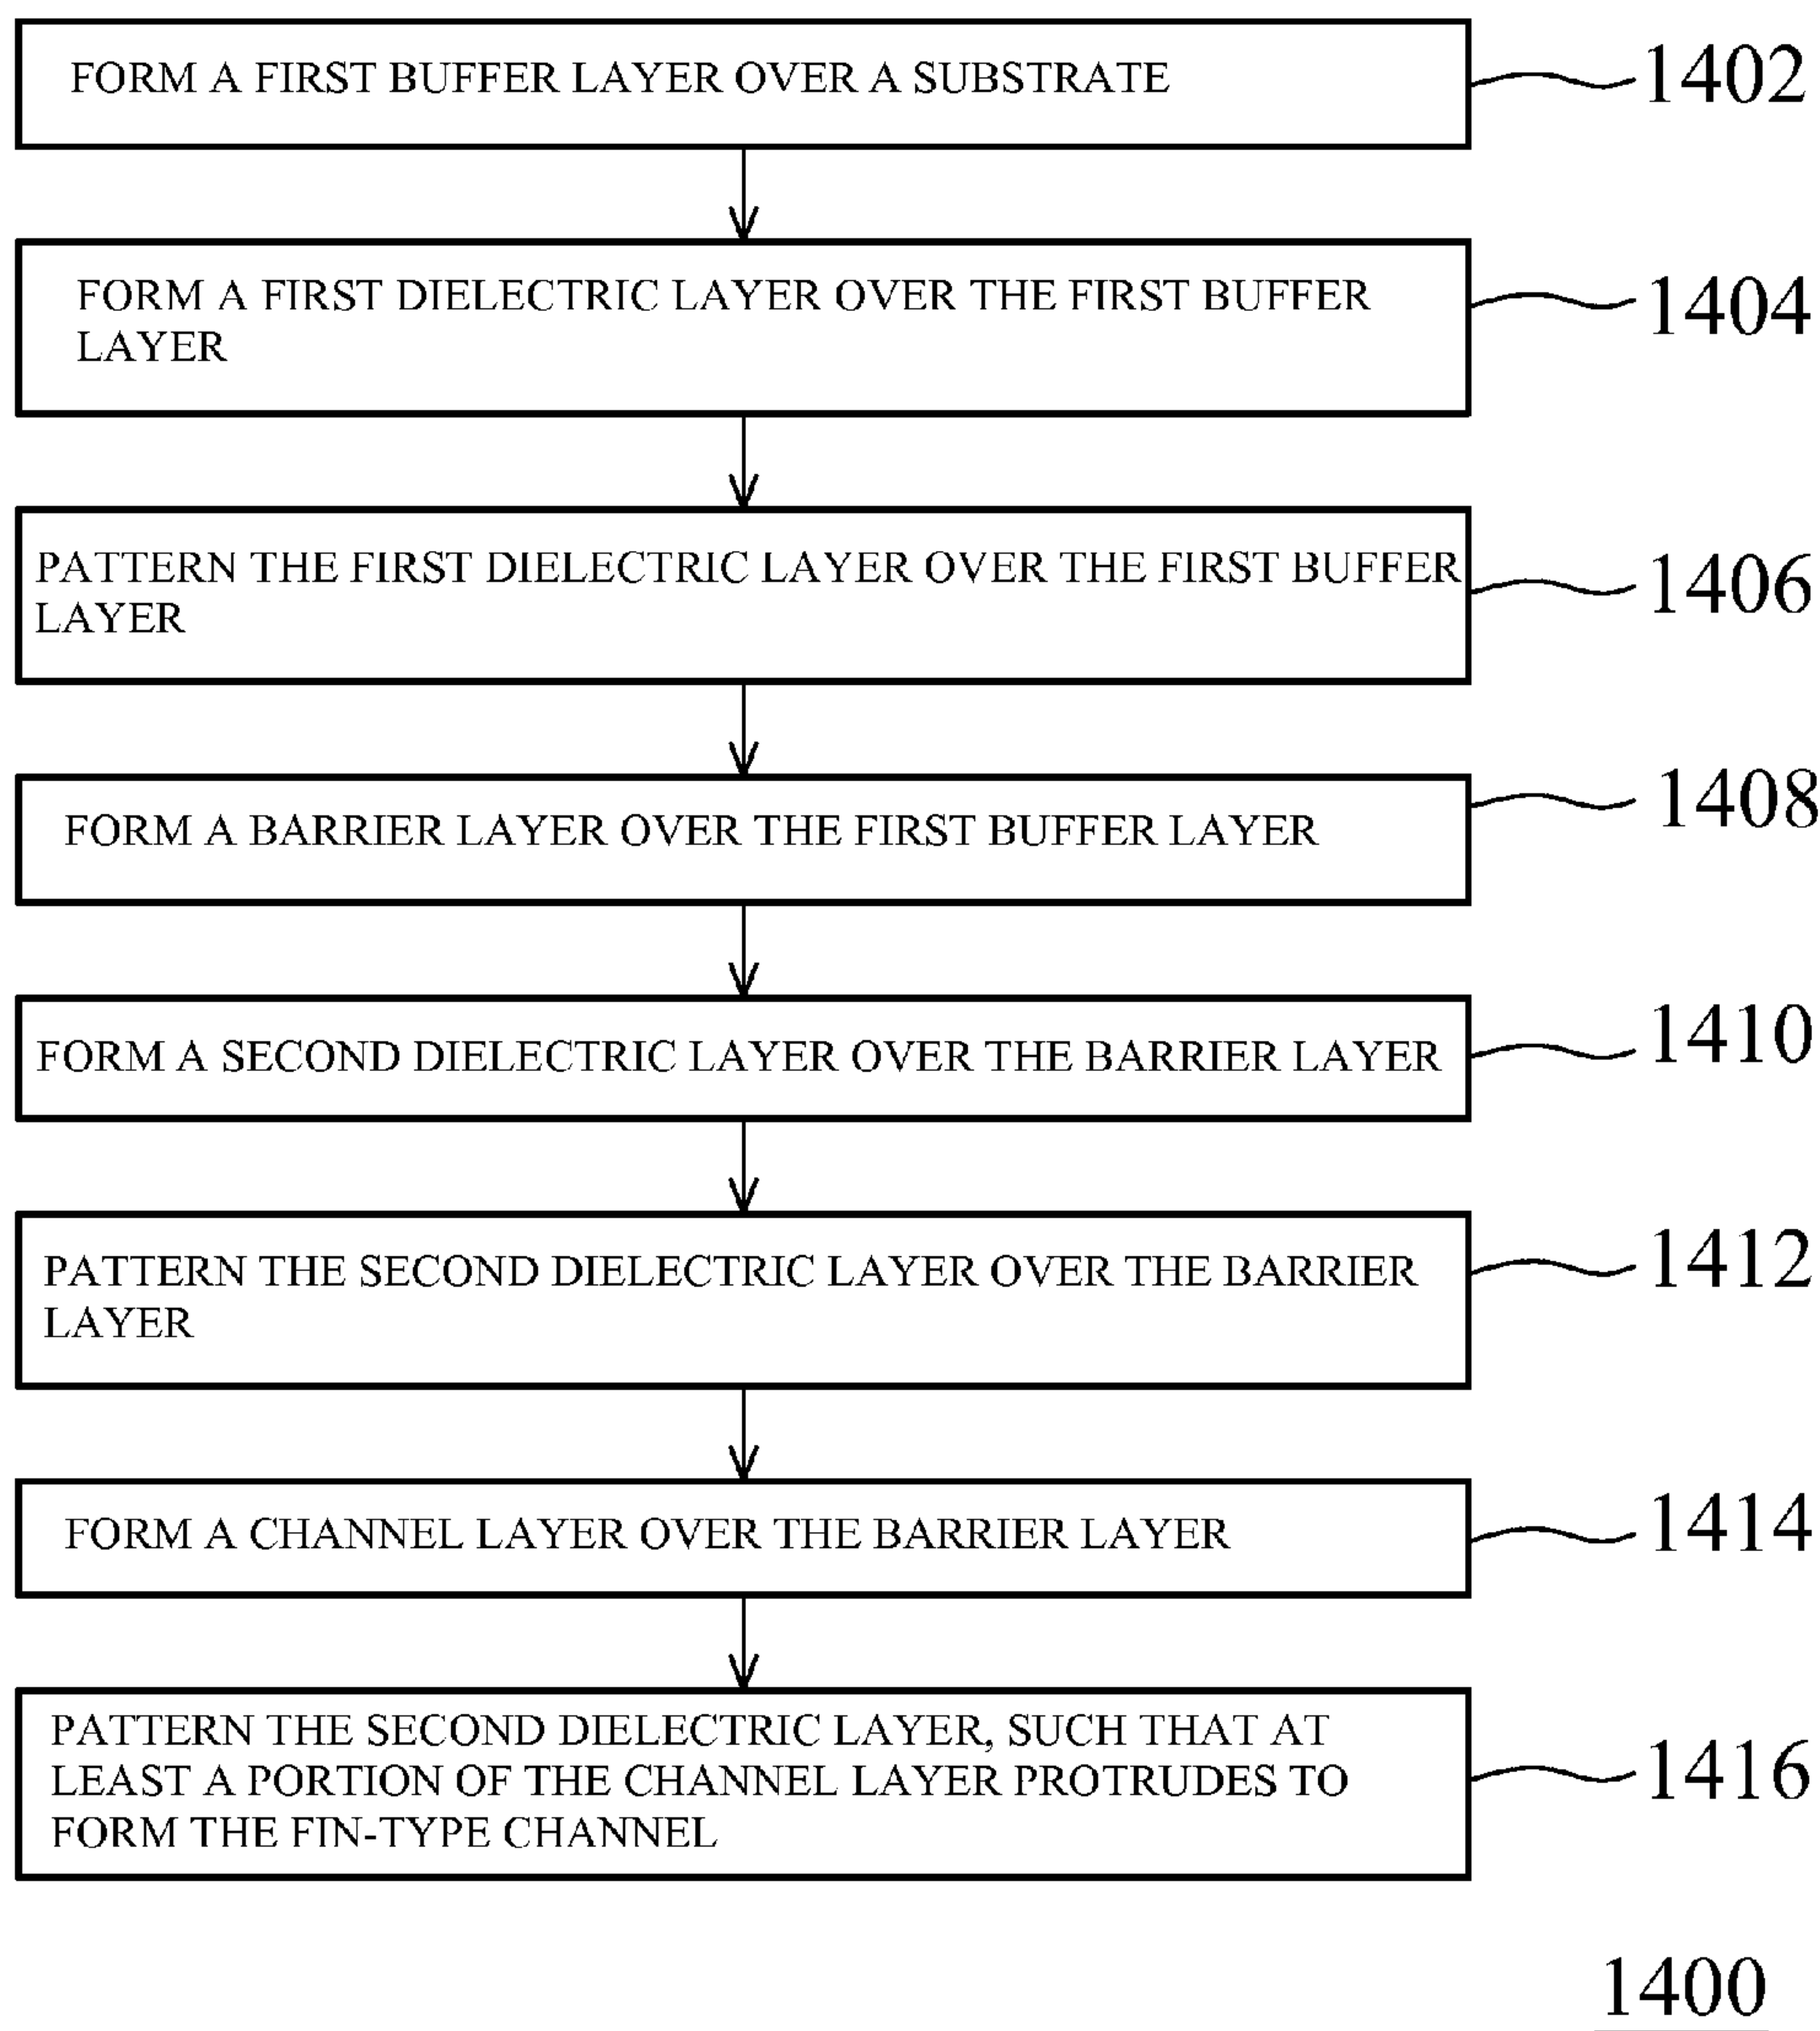 FORM A FIRST BUFFER LAYER OVER A SUBSTRATE
1402
FORM A FIRST DIELECTRIC LAYER OVER THE FIRST BUFFER
LAYER
1404
PATTERN THE FIRST DIELECTRIC LAYER OVER THE FIRST BUFFER
LAYER
1406
FORM A BARRIER LAYER OVER THE FIRST BUFFER LAYER
1408
FORM A SECOND DIELECTRIC LAYER OVER THE BARRIER LAYER
1410
PATTERN THE SECOND DIELECTRIC LAYER OVER THE BARRIER
LAYER
1412
FORM A CHANNEL LAYER OVER THE BARRIER LAYER
1414
PATTERN THE SECOND DIELECTRIC LAYER, SUCH THAT AT
LEAST A PORTION OF THE CHANNEL LAYER PROTRUDES TO
FORM THE FIN-TYPE CHANNEL
1416
1400